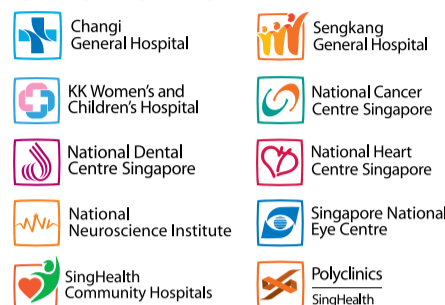 Changi
General Hospital
Sengkang
General Hospital
KK Women's and
Children's Hospital
National Cancer
Centre Singapore
National Dental
Centre Singapore
National Heart
Centre Singapore
National
Neuroscience Institute
Singapore National
Eye Centre
SingHealth
Community Hospitals
Polyclinics
SingHealth